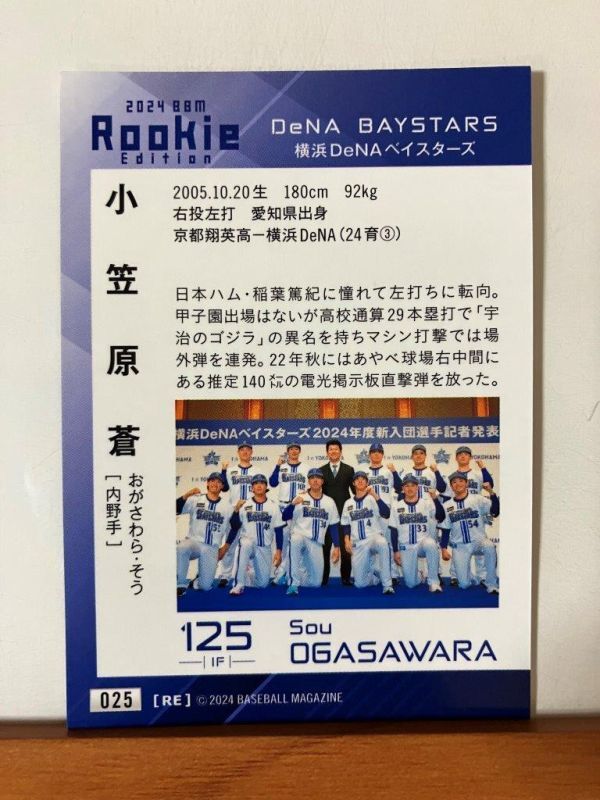 2024 BBM
Rookie
Edition
DeNA BAYSTARS
横浜DeNAベイスターズ
小笠原 蒼
おがさわら・そう
[内野手]
2005.10.20生 180cm 92kg
右投左打 愛知県出身
京都翔英高ー横浜DeNA(24育③)
日本ハム・稲葉篤紀に憧れて左打ちに転向。
甲子園出場はないが高校通算29本塁打で「宇
治のゴジラ」の異名を持ちマシン打撃では場
外弾を連発。22年秋にはあやべ球場右中間に
ある推定140㍍の電光掲示板直撃弾を放った。
横浜DeNAベイスターズ2024年度新入団選手記者発表
125
IF
Sou
OGASAWARA
025
[RE] © 2024 BASEBALL MAGAZINE